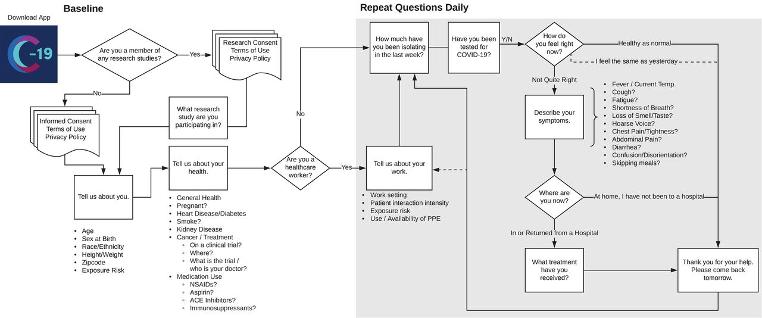 Baseline
Repeat Questions Daily
Download App
C-19
Are you a member of
any research studies?
Yes
Research Consent
Terms of Use
Privacy Policy
No
Informed Consent
Terms of Use
Privacy Policy
What research
study are you
participating in?
Tell us about you.
Age
Sex at Birth
Race/Ethnicity
Height/Weight
Zipcode
Exposure Risk
Tell us about your
health.
General Health
Pregnant?
Heart Disease/Diabetes
Smoke?
Kidney Disease
Cancer / Treatment
On a clinical trial?
Where?
What is the trial /
who is your doctor?
Medication Use
NSAIDs?
Aspirin?
ACE Inhibitors?
Immunosuppressants?
Are you a
healthcare
worker?
No
Yes
How much have
you been isolating
in the last week?
Have you been
tested for
COVID-19?
Y/N
Tell us about your
work.
Work setting
Patient interaction intensity
Exposure risk
Use / Availability of PPE
How do
you feel right
now?
Healthy as normal
I feel the same as yesterday
Not Quite Right
Describe your
symptoms.
Fever / Current Temp.
Cough?
Fatigue?
Shortness of Breath?
Loss of Smell/Taste?
Hoarse Voice?
Chest Pain/Tightness?
Abdominal Pain?
Diarrhea?
Confusion/Disorientation?
Skipping meals?
Where are
you now?
At home, I have not been to a hospital
In or Returned from a Hospital
What treatment
have you
received?
Thank you for your help.
Please come back
tomorrow.